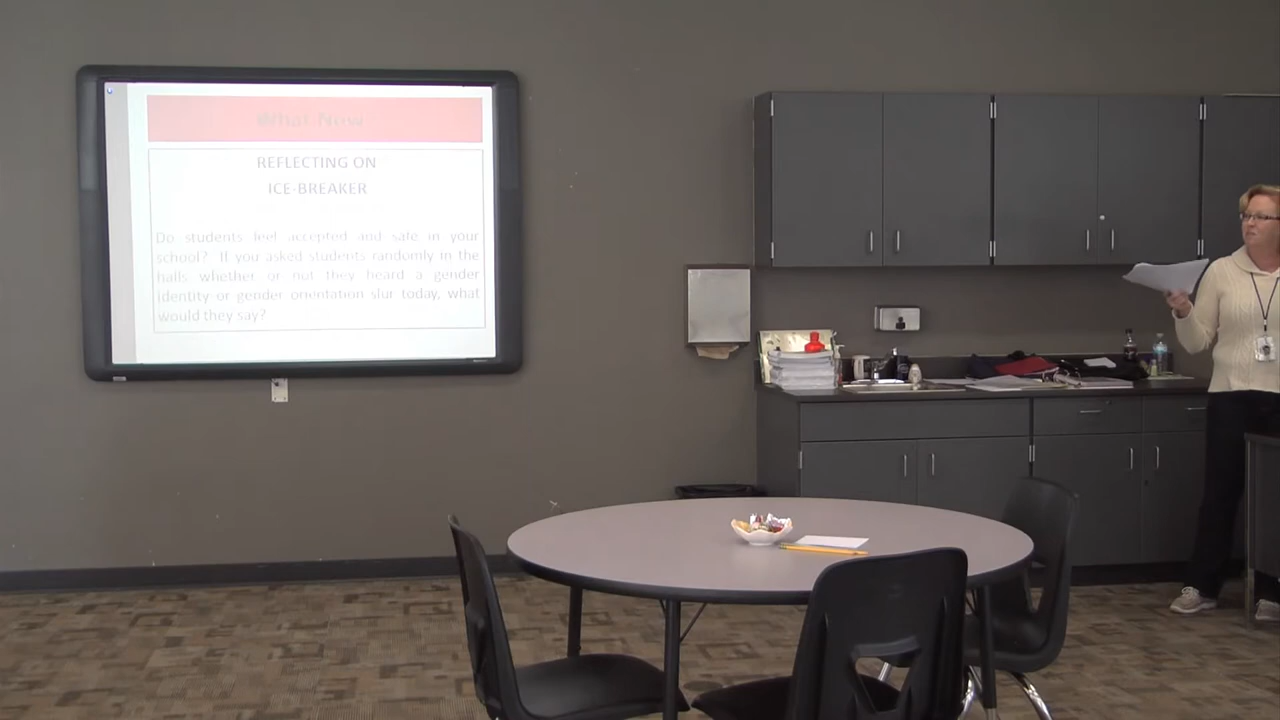 What Now
REFLECTING ON
ICE-BREAKER
Do students feel accepted and safe in your
school? If you asked students randomly in the
halls whether or not they heard a gender
identity or gender orientation slur today, what
would they say?